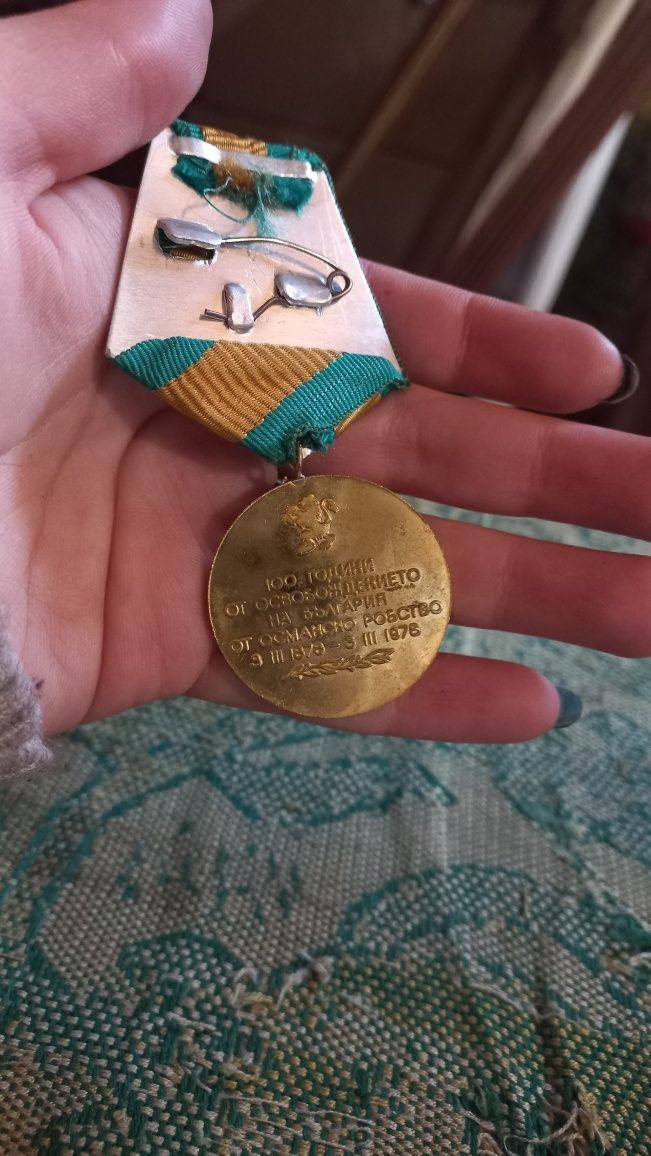 100 ГОДИНИ
ОТ ОСВОБОЖДЕНИЕТО
НА БЪЛГАРИЯ
ОТ ОСМАНСКО РОБСТВО
3 III 1878 – 3 III 1978